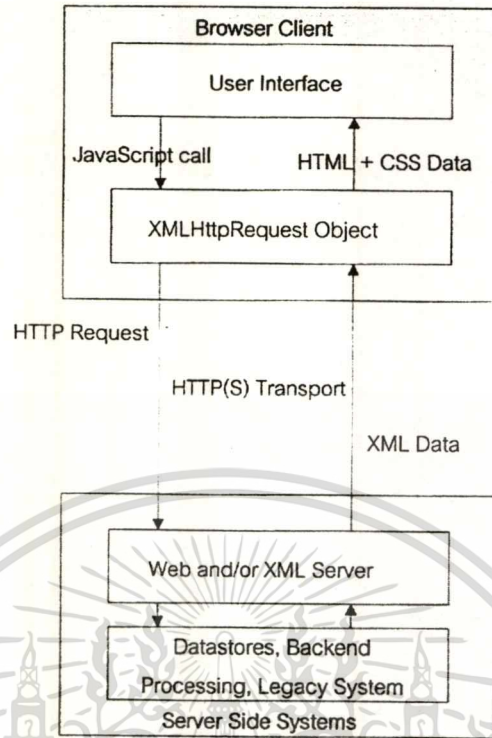 Browser Client
User Interface
JavaScript call
HTML + CSS Data
XMLHttpRequest Object
HTTP Request
HTTP(S) Transport
XML Data
Web and/or XML Server
Datastores, Backend
Processing, Legacy System
Server Side Systems